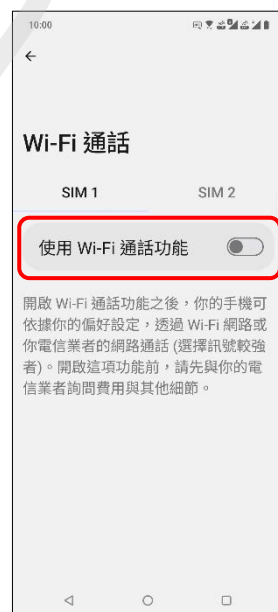 10:00
Wi-Fi 通話
SIM 1 SIM 2
使用 Wi-Fi 通話功能
開啟 Wi-Fi 通話功能之後，你的手機可
依據你的偏好設定，透過 Wi-Fi 網路或
你電信業者的網路通話 (選擇訊號較強
者)。開啟這項功能前，請先與你的電
信業者詢問費用與其他細節。